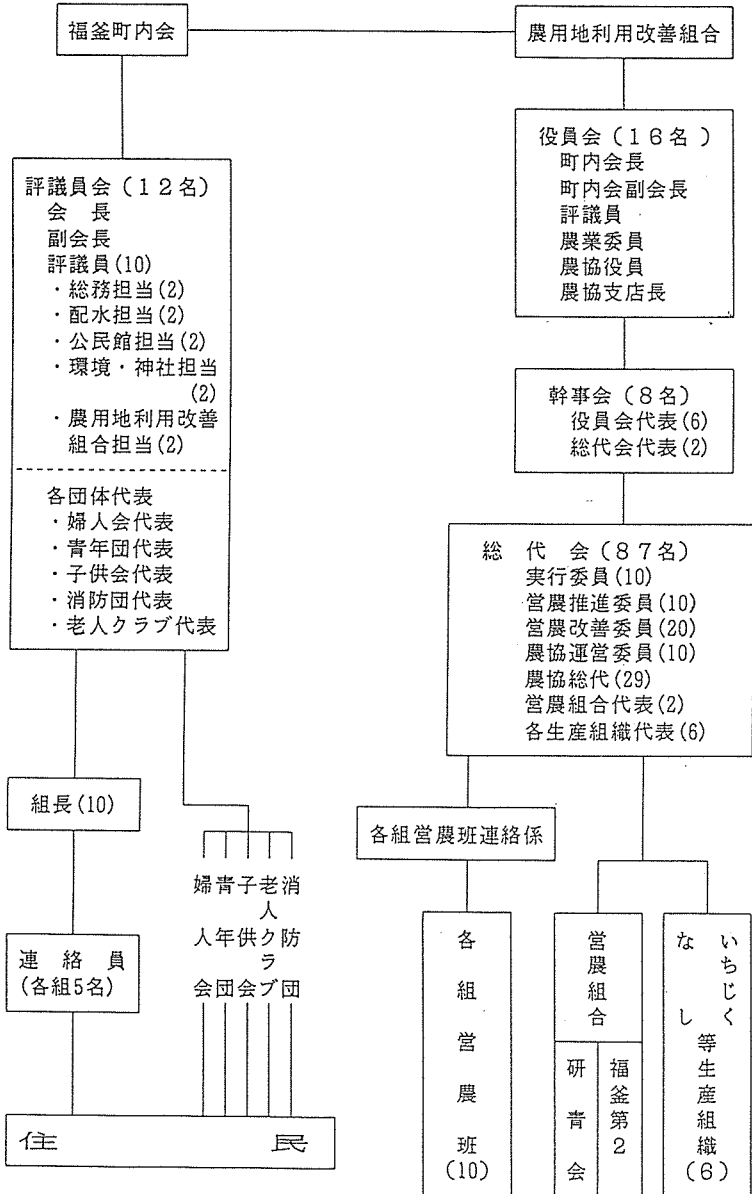 福釜町内会
農用地利用改善組合
評議員会（１２名）
会　長
副会長
評議員(10)
・総務担当(2)
・配水担当(2)
・公民館担当(2)
・環境・神社担当
(2)
・農用地利用改善
組合担当(2)
各団体代表
・婦人会代表
・青年団代表
・子供会代表
・消防団代表
・老人クラブ代表
役員会（１６名）
町内会長
町内会副会長
評議員
農業委員
農協役員
農協支店長
幹事会（８名）
役員会代表(6)
総代会代表(2)
総　代　会（８７名）
実行委員(10)
営農推進委員(10)
営農改善委員(20)
農協運営委員(10)
農協総代(29)
営農組合代表(2)
各生産組織代表(6)
組長(10)
連　絡　員
(各組5名)
婦人会
青年団
子供会
老人クラブ
消防団
住　民
各組営農班連絡係
各組営農班(10)
営農組合
研青会
福釜第２
いちじく
なし
等生産組織(６)